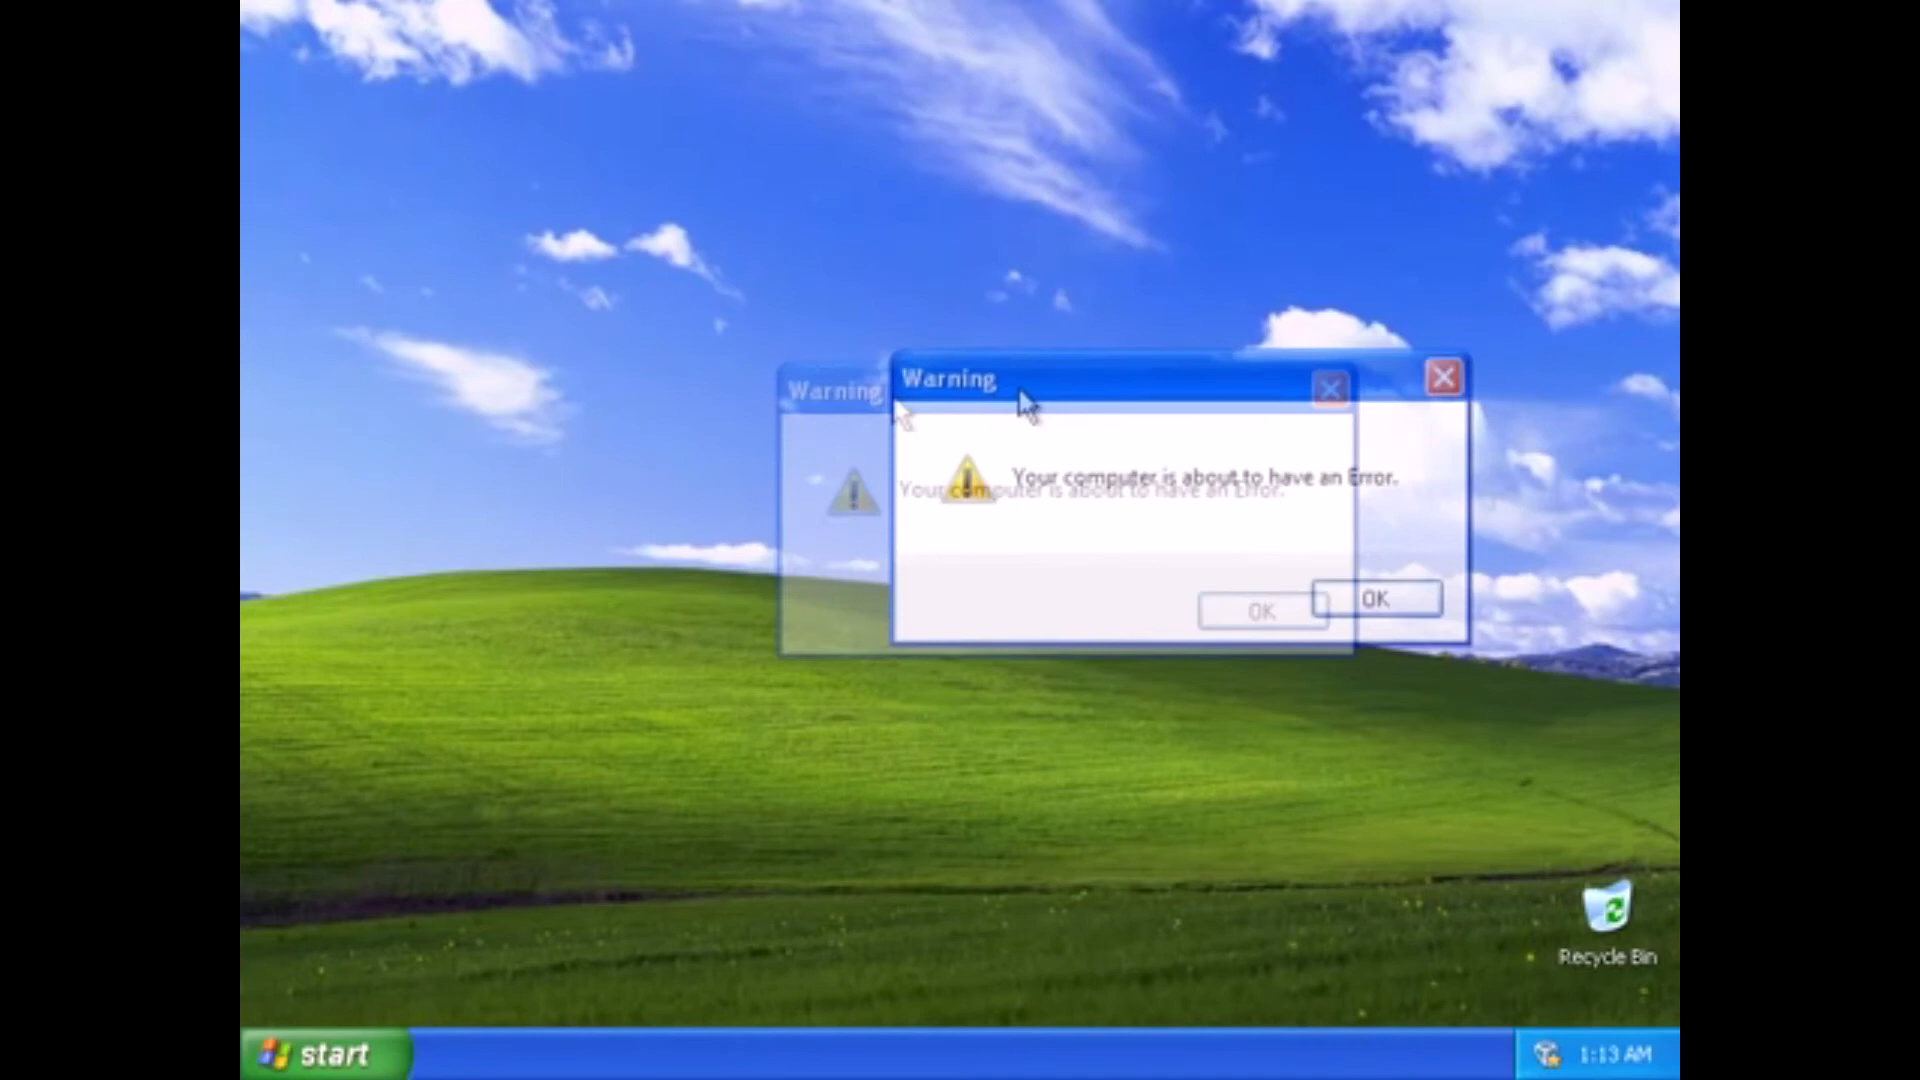 Warning
Warning
Your computer is about to have an Error.
Your computer is about to have an Error.
OK
OK
Recycle Bin
start
1:13 AM